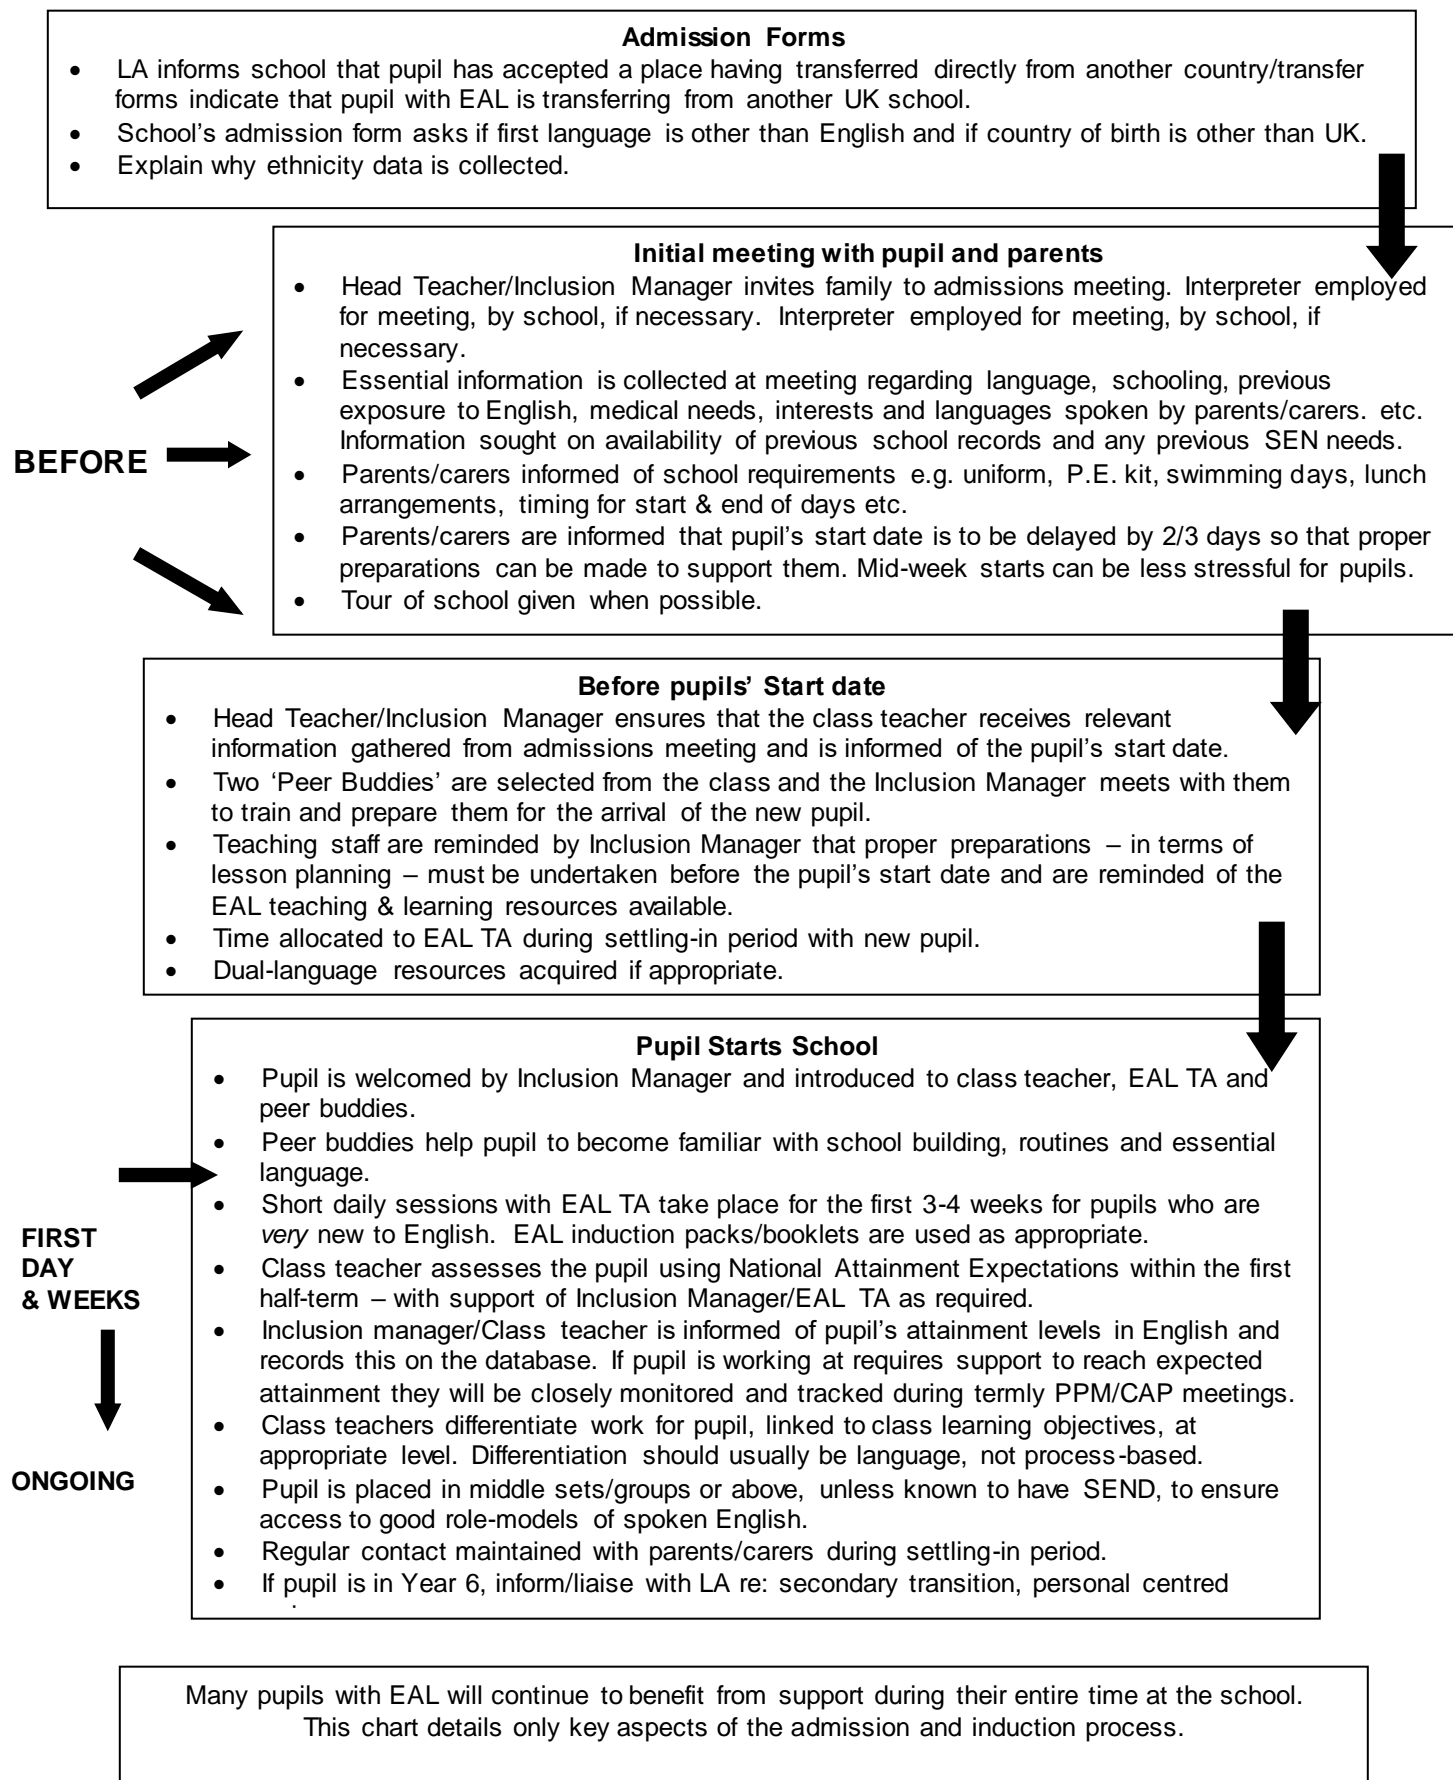 Admission Forms
• LA informs school that pupil has accepted a place having transferred directly from another country/transfer
forms indicate that pupil with EAL is transferring from another UK school.
• School's admission form asks if first language is other than English and if country of birth is other than UK.
• Explain why ethnicity data is collected.
Initial meeting with pupil and parents
• Head Teacher/Inclusion Manager invites family to admissions meeting. Interpreter employed
for meeting, by school, if necessary. Interpreter employed for meeting, by school, if
necessary.
• Essential information is collected at meeting regarding language, schooling, previous
exposure to English, medical needs, interests and languages spoken by parents/carers. etc.
Information sought on availability of previous school records and any previous SEN needs.
• Parents/carers informed of school requirements e.g. uniform, P.E. kit, swimming days, lunch
arrangements, timing for start & end of days etc.
• Parents/carers are informed that pupil's start date is to be delayed by 2/3 days so that proper
preparations can be made to support them. Mid-week starts can be less stressful for pupils.
• Tour of school given when possible.
BEFORE
Before pupils' Start date
• Head Teacher/Inclusion Manager ensures that the class teacher receives relevant
information gathered from admissions meeting and is informed of the pupil's start date.
• Two 'Peer Buddies' are selected from the class and the Inclusion Manager meets with them
to train and prepare them for the arrival of the new pupil.
• Teaching staff are reminded by Inclusion Manager that proper preparations – in terms of
lesson planning – must be undertaken before the pupil's start date and are reminded of the
EAL teaching & learning resources available.
• Time allocated to EAL TA during settling-in period with new pupil.
• Dual-language resources acquired if appropriate.
Pupil Starts School
• Pupil is welcomed by Inclusion Manager and introduced to class teacher, EAL TA and
peer buddies.
• Peer buddies help pupil to become familiar with school building, routines and essential
language.
• Short daily sessions with EAL TA take place for the first 3-4 weeks for pupils who are
very new to English. EAL induction packs/booklets are used as appropriate.
• Class teacher assesses the pupil using National Attainment Expectations within the first
half-term – with support of Inclusion Manager/EAL TA as required.
• Inclusion manager/Class teacher is informed of pupil's attainment levels in English and
records this on the database. If pupil is working at requires support to reach expected
attainment they will be closely monitored and tracked during termly PPM/CAP meetings.
• Class teachers differentiate work for pupil, linked to class learning objectives, at
appropriate level. Differentiation should usually be language, not process-based.
• Pupil is placed in middle sets/groups or above, unless known to have SEND, to ensure
access to good role-models of spoken English.
• Regular contact maintained with parents/carers during settling-in period.
• If pupil is in Year 6, inform/liaise with LA re: secondary transition, personal centred
FIRST
DAY
& WEEKS
ONGOING
Many pupils with EAL will continue to benefit from support during their entire time at the school.
This chart details only key aspects of the admission and induction process.